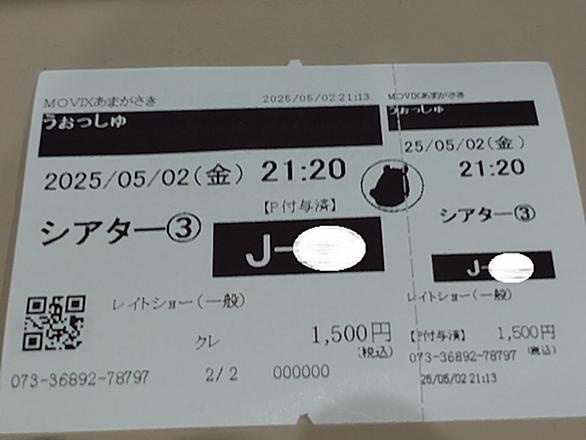 MOVIXあまがさき 2025/05/02 21:13
うぉっしゅ
2025/05/02(金) 21:20
【P付与済】
シアター③
J-
レイトショー(一般)
クレ 1,500円
(税込)
073-36892-78797 2/2 000000
MOVIXあまがさき
うぉっしゅ
25/05/02(金)
21:20
シアター③
J-
レイトショー(一般)
【P付与済】 1,500円
073-36892-78797 (税込)
25/05/02 21:13